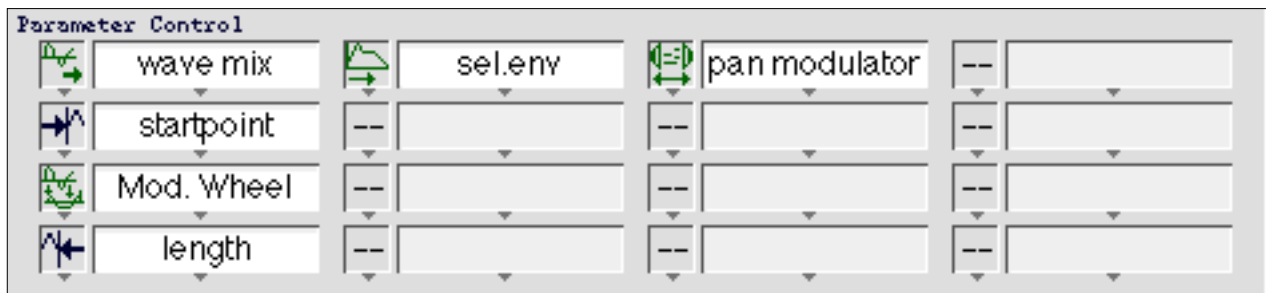 Parameter Control
wave mix sel.env pan modulator --
startpoint -- -- --
Mod. Wheel -- -- --
length -- -- --